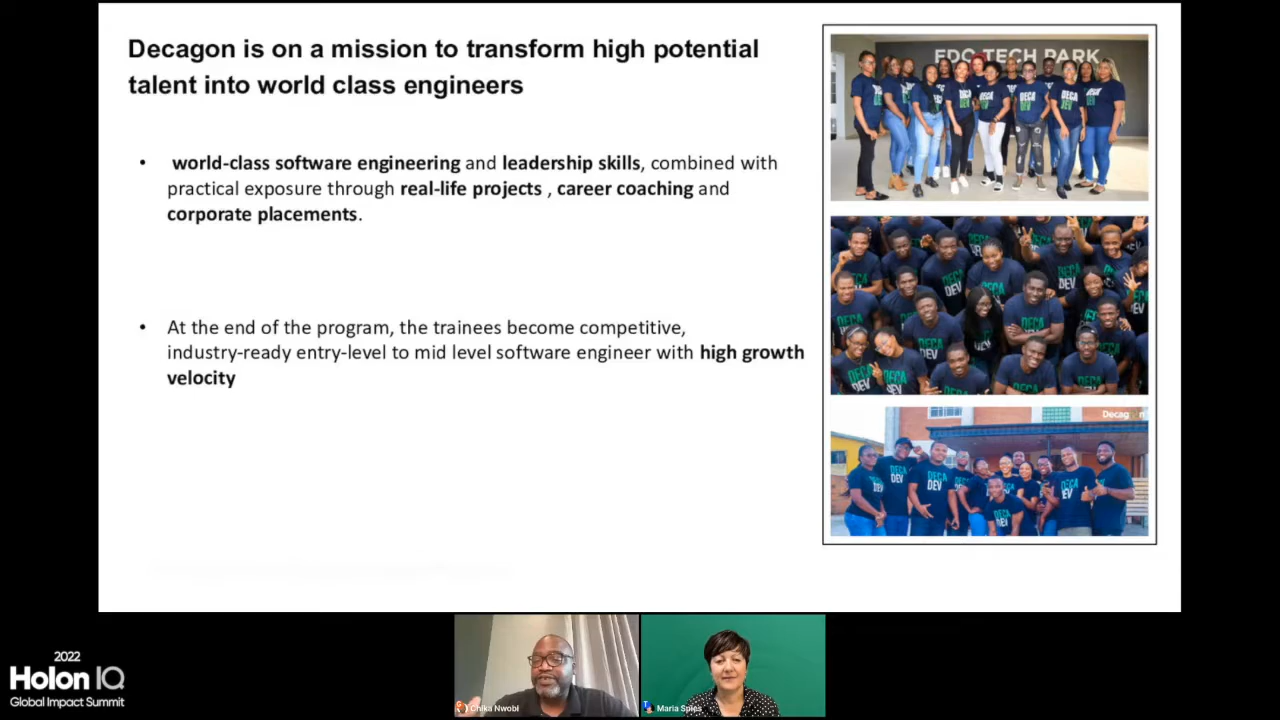 Decagon is on a mission to transform high potential
talent into world class engineers
• world-class software engineering and leadership skills, combined with
practical exposure through real-life projects , career coaching and
corporate placements.
• At the end of the program, the trainees become competitive,
industry-ready entry-level to mid level software engineer with high growth
velocity
EDO TECH PARK
DECA
DEV
Decagon
2022
Holon IQ
Global Impact Summit
Chika Nwobi
Maria Spies